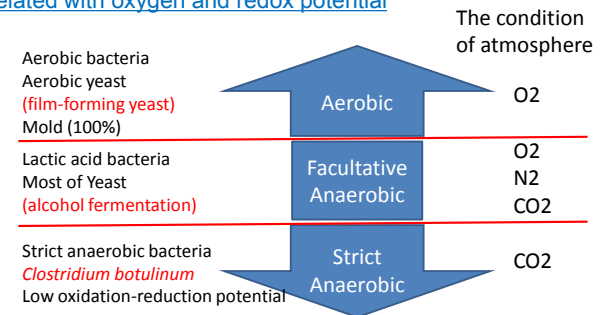 elated with oxygen and redox potential
The condition
of atmosphere
Aerobic bacteria
Aerobic yeast
(film-forming yeast)
Mold (100%)
Aerobic
O2
Lactic acid bacteria
Most of Yeast
(alcohol fermentation)
Facultative
Anaerobic
O2
N2
CO2
Strict anaerobic bacteria
Clostridium botulinum
Low oxidation-reduction potential
Strict
Anaerobic
CO2